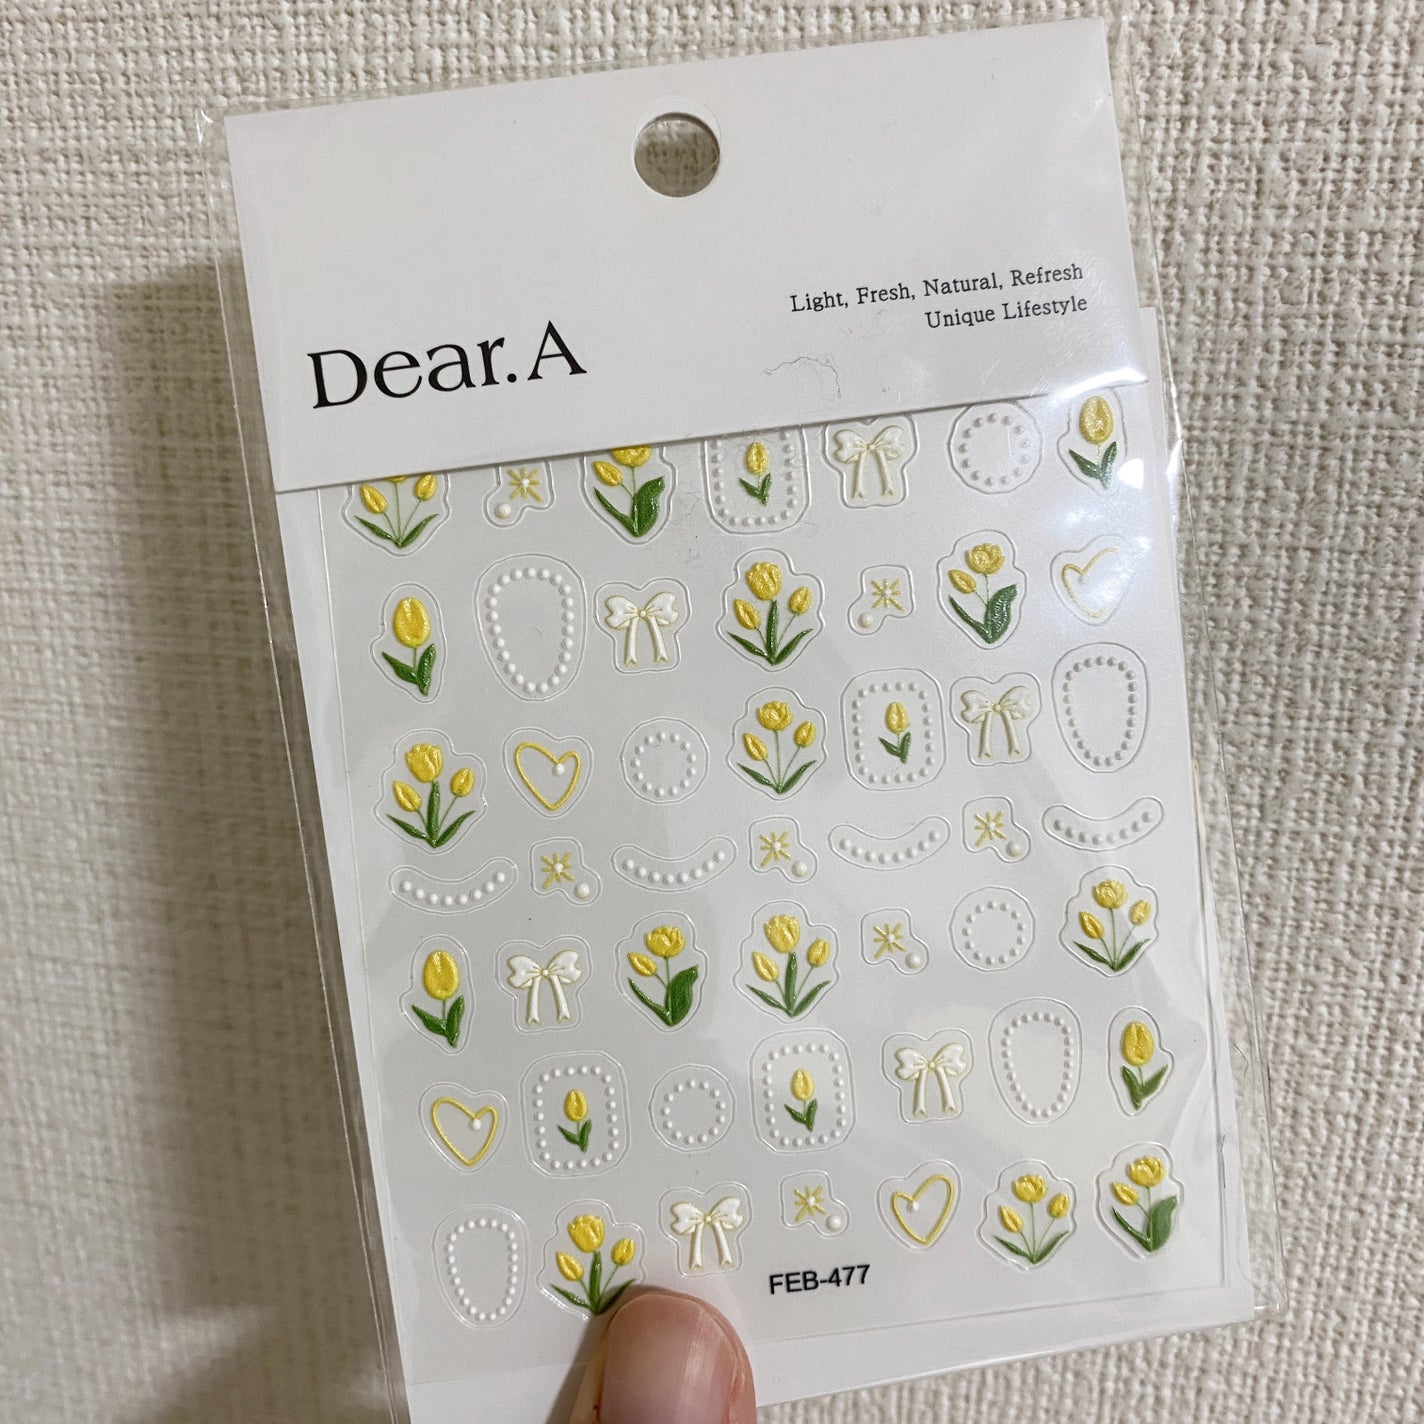 Light, Fresh, Natural, Refresh
Unique Lifestyle
Dear.A
FEB-477